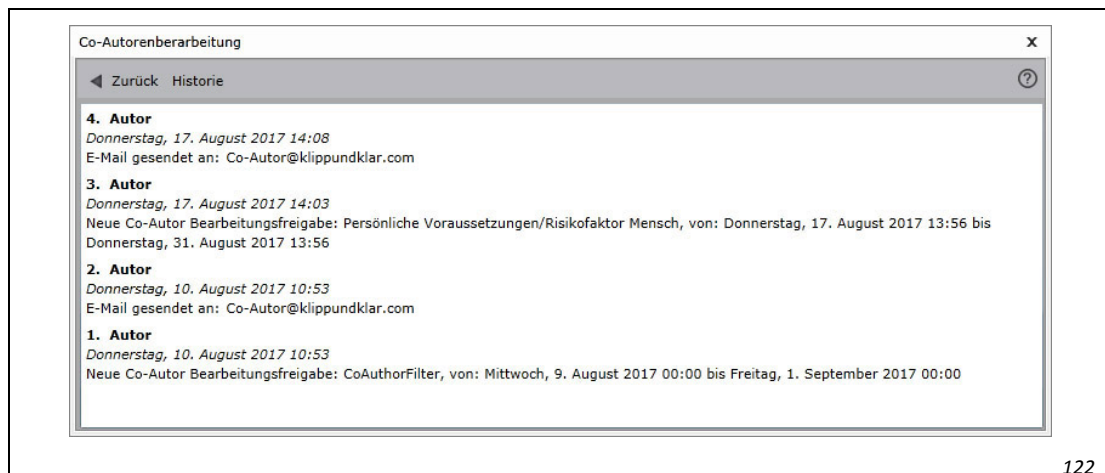 Co-Autorenberarbeitung x
Zurück Historie ?
4. Autor
Donnerstag, 17. August 2017 14:08
E-Mail gesendet an: Co-Autor@klippundklar.com
3. Autor
Donnerstag, 17. August 2017 14:03
Neue Co-Autor Bearbeitungsfreigabe: Persönliche Voraussetzungen/Risikofaktor Mensch, von: Donnerstag, 17. August 2017 13:56 bis
Donnerstag, 31. August 2017 13:56
2. Autor
Donnerstag, 10. August 2017 10:53
E-Mail gesendet an: Co-Autor@klippundklar.com
1. Autor
Donnerstag, 10. August 2017 10:53
Neue Co-Autor Bearbeitungsfreigabe: CoAuthorFilter, von: Mittwoch, 9. August 2017 00:00 bis Freitag, 1. September 2017 00:00
122